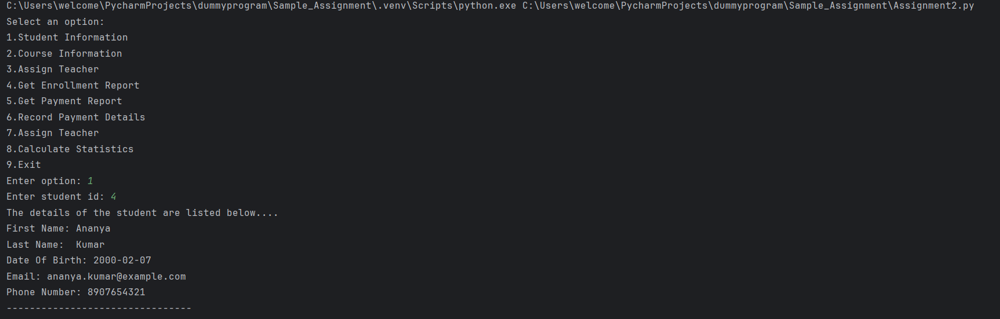 C:\Users\welcome\PycharmProjects\dummyprogram\Sample_Assignment\.venv\Scripts\python.exe C:\Users\welcome\PycharmProjects\dummyprogram\Sample_Assignment\Assignment2.py
Select an option:
1.Student Information
2.Course Information
3.Assign Teacher
4.Get Enrollment Report
5.Get Payment Report
6.Record Payment Details
7.Assign Teacher
8.Calculate Statistics
9.Exit
Enter option: 1
Enter student id: 4
The details of the student are listed below....
First Name: Ananya
Last Name:  Kumar
Date Of Birth: 2000-02-07
Email: ananya.kumar@example.com
Phone Number: 8907654321
--------------------------------